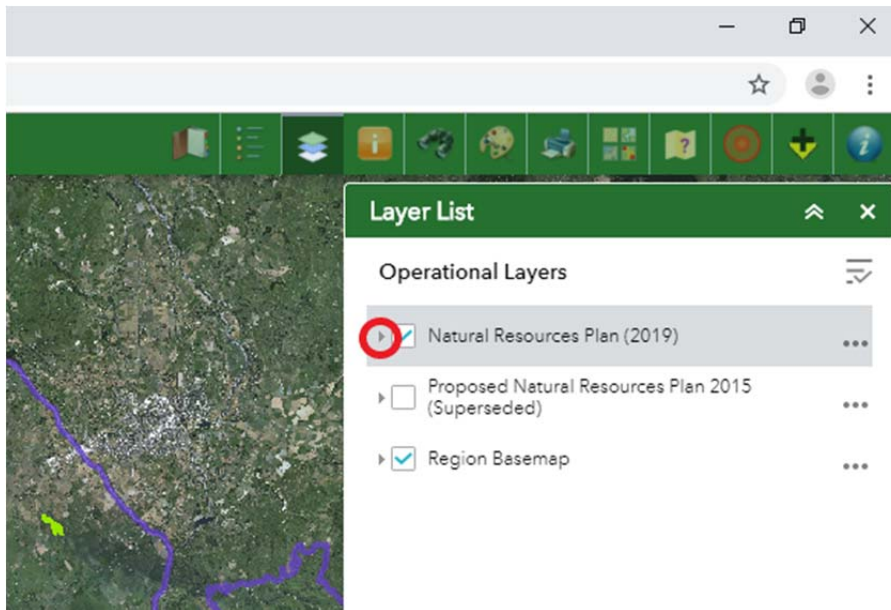 Layer List
Operational Layers
Natural Resources Plan (2019)
Proposed Natural Resources Plan 2015
(Superseded)
Region Basemap